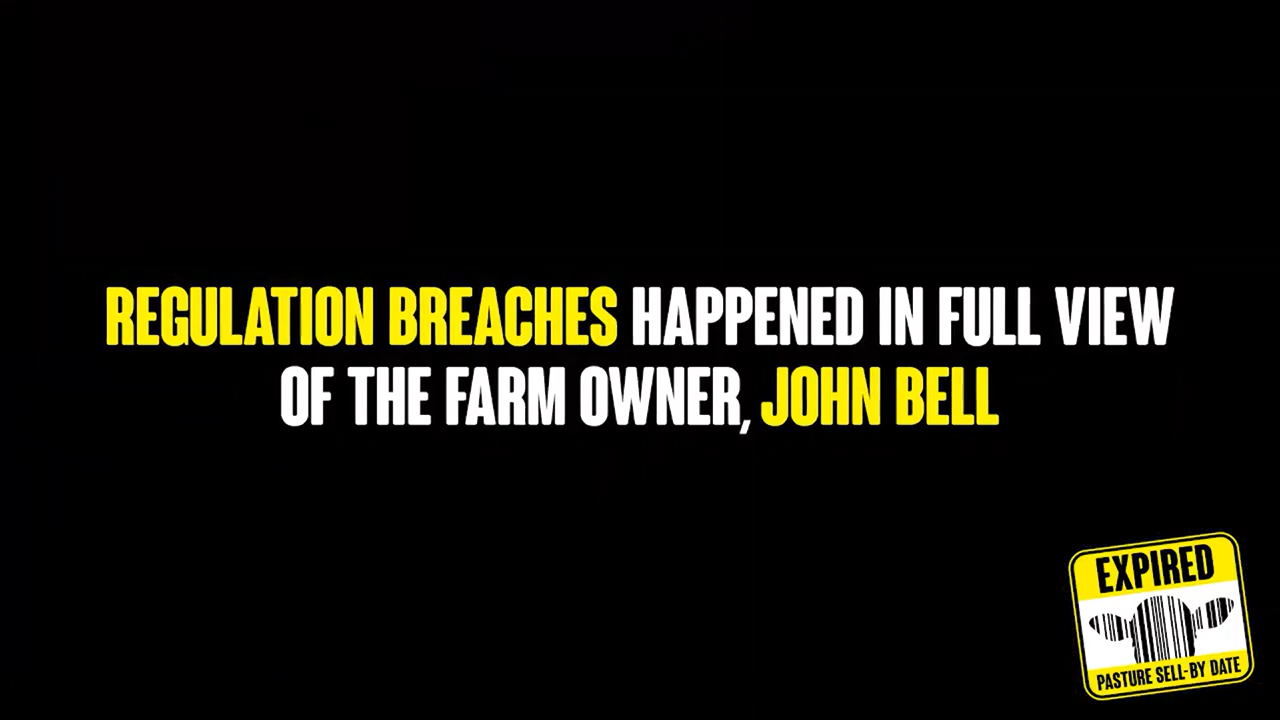 REGULATION BREACHES HAPPENED IN FULL VIEW
OF THE FARM OWNER, JOHN BELL
EXPIRED
PASTURE SELL-BY DATE